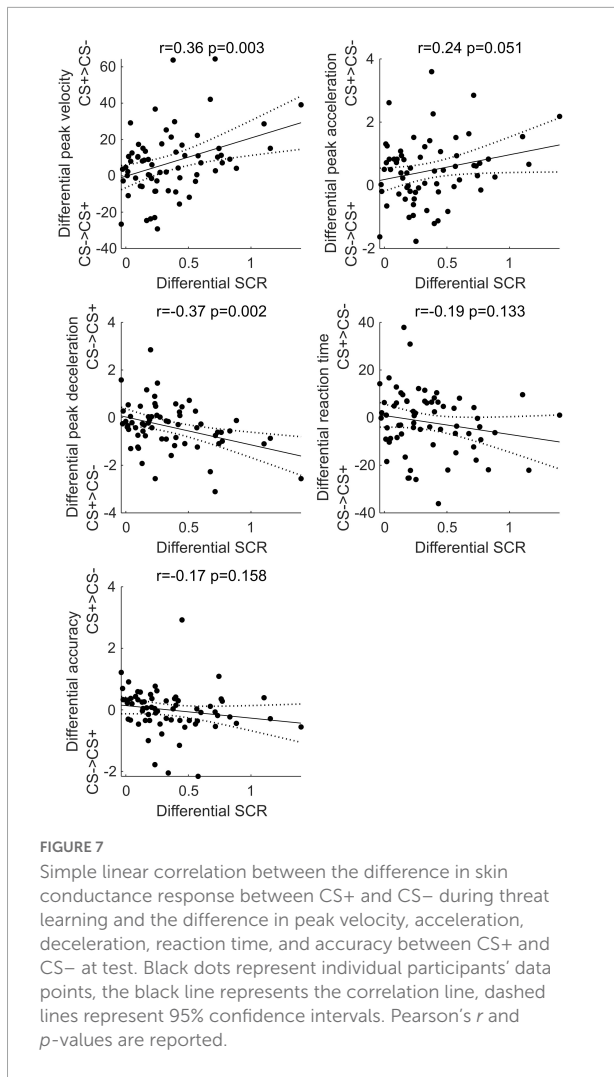 r=0.36 p=0.003
CS+>CS-
Differential peak velocity
CS->CS+
60
40
20
0
-20
-40
0
0.5
1
Differential SCR
r=0.24 p=0.051
CS+>CS-
Differential peak acceleration
CS->CS+
4
2
0
-2
0
0.5
1
Differential SCR
r=-0.37 p=0.002
CS->CS+
Differential peak deceleration
CS+>CS-
4
2
0
-2
-4
0
0.5
1
Differential SCR
r=-0.19 p=0.133
CS+>CS-
Differential reaction time
CS->CS+
40
20
0
-20
-40
0
0.5
1
Differential SCR
r=-0.17 p=0.158
CS+>CS-
Differential accuracy
CS->CS+
4
2
0
-2
0
0.5
1
Differential SCR
FIGURE 7
Simple linear correlation between the difference in skin
conductance response between CS+ and CS− during threat
learning and the difference in peak velocity, acceleration,
deceleration, reaction time, and accuracy between CS+ and
CS− at test. Black dots represent individual participants’ data
points, the black line represents the correlation line, dashed
lines represent 95% confidence intervals. Pearson’s r and
p-values are reported.